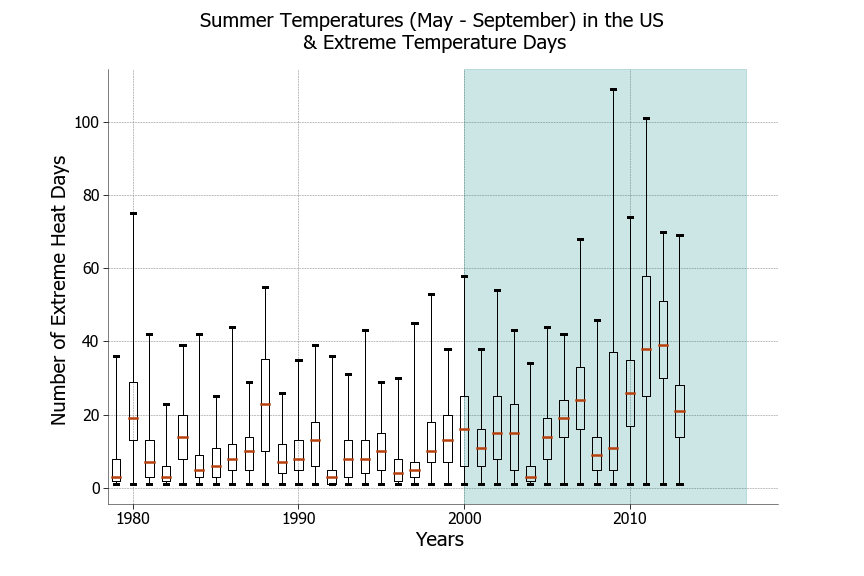 Summer Temperatures (May - September) in the US
& Extreme Temperature Days
Number of Extreme Heat Days
100
80
60
40
20
0
1980
1990
2000
2010
Years